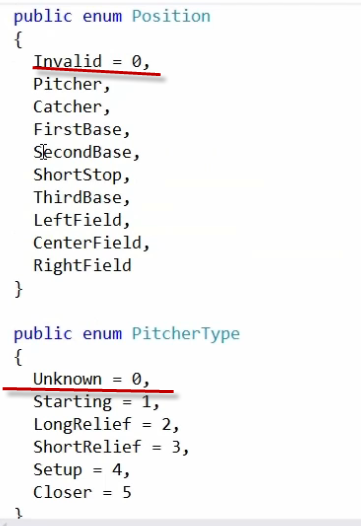 public enum Position
{
Invalid = 0,
Pitcher,
Catcher,
FirstBase,
SecondBase,
ShortStop,
ThirdBase,
LeftField,
CenterField,
RightField
}
public enum PitcherType
{
Unknown = 0,
Starting = 1,
LongRelief = 2,
ShortRelief = 3,
Setup = 4,
Closer = 5
}